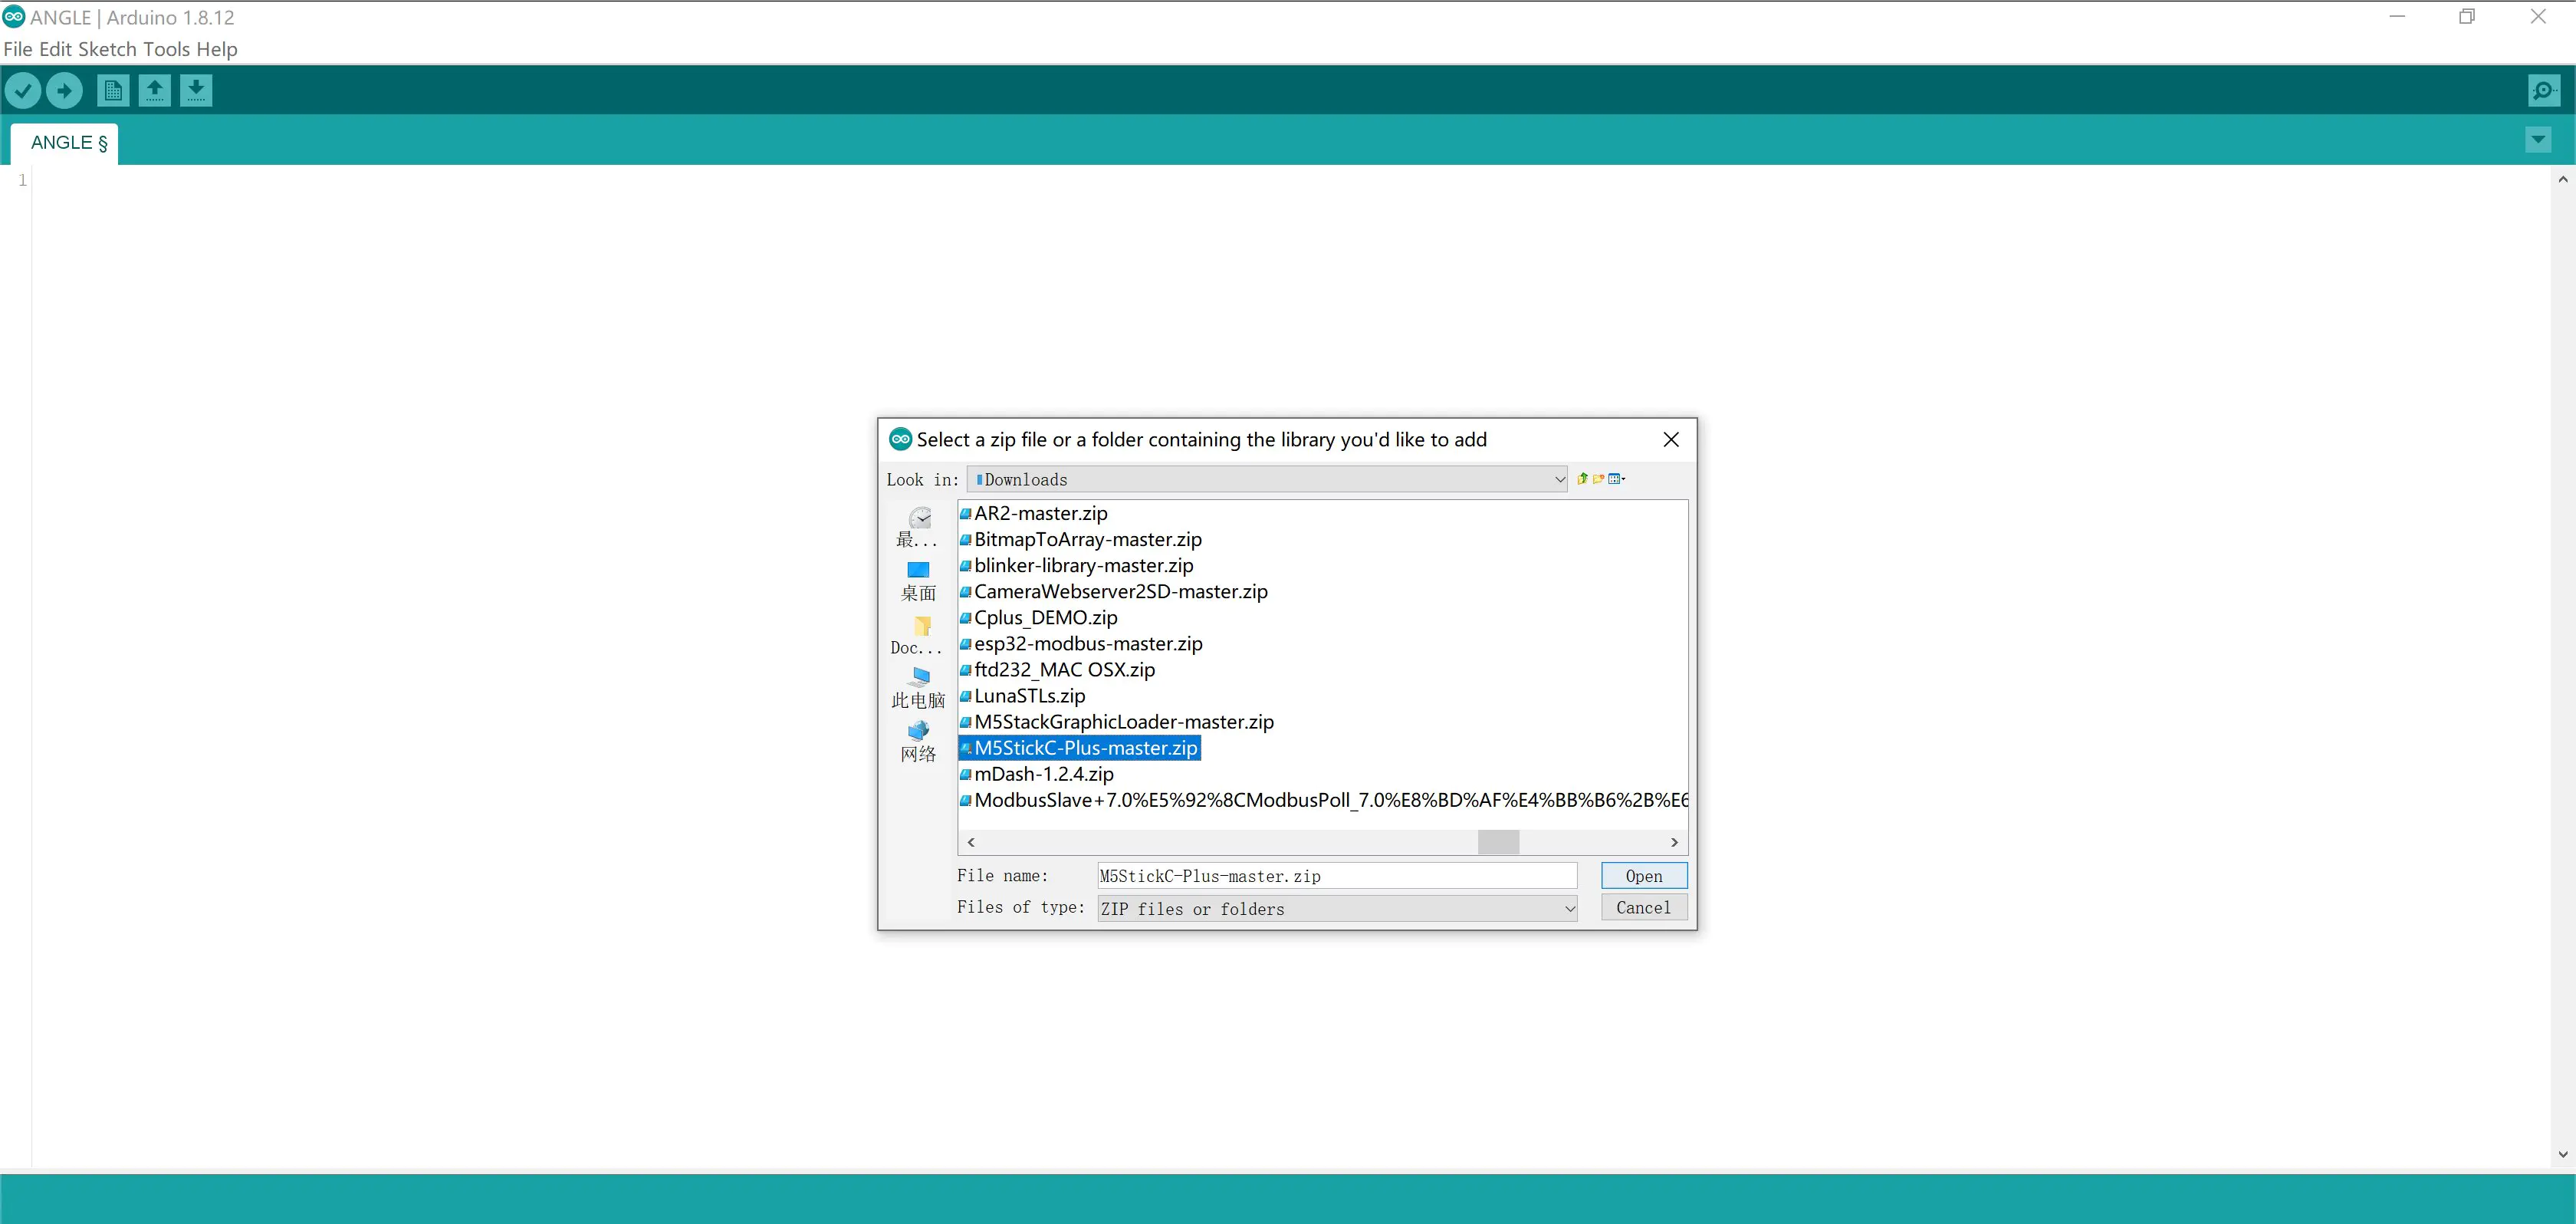 ANGLE | Arduino 1.8.12
File Edit Sketch Tools Help
ANGLE §
1
Select a zip file or a folder containing the library you'd like to add
Look in:
Downloads
最...
桌面
Doc...
此电脑
网络
AR2-master.zip
BitmapToArray-master.zip
blinker-library-master.zip
CameraWebserver2SD-master.zip
Cplus_DEMO.zip
esp32-modbus-master.zip
ftd232_MAC OSX.zip
LunaSTLs.zip
M5StackGraphicLoader-master.zip
M5StickC-Plus-master.zip
mDash-1.2.4.zip
ModbusSlave+7.0%E5%92%8CModbusPoll_7.0%E8%BD%AF%E4%BB%B6%2B%E6
File name: M5StickC-Plus-master.zip Open
Files of type: ZIP files or folders Cancel